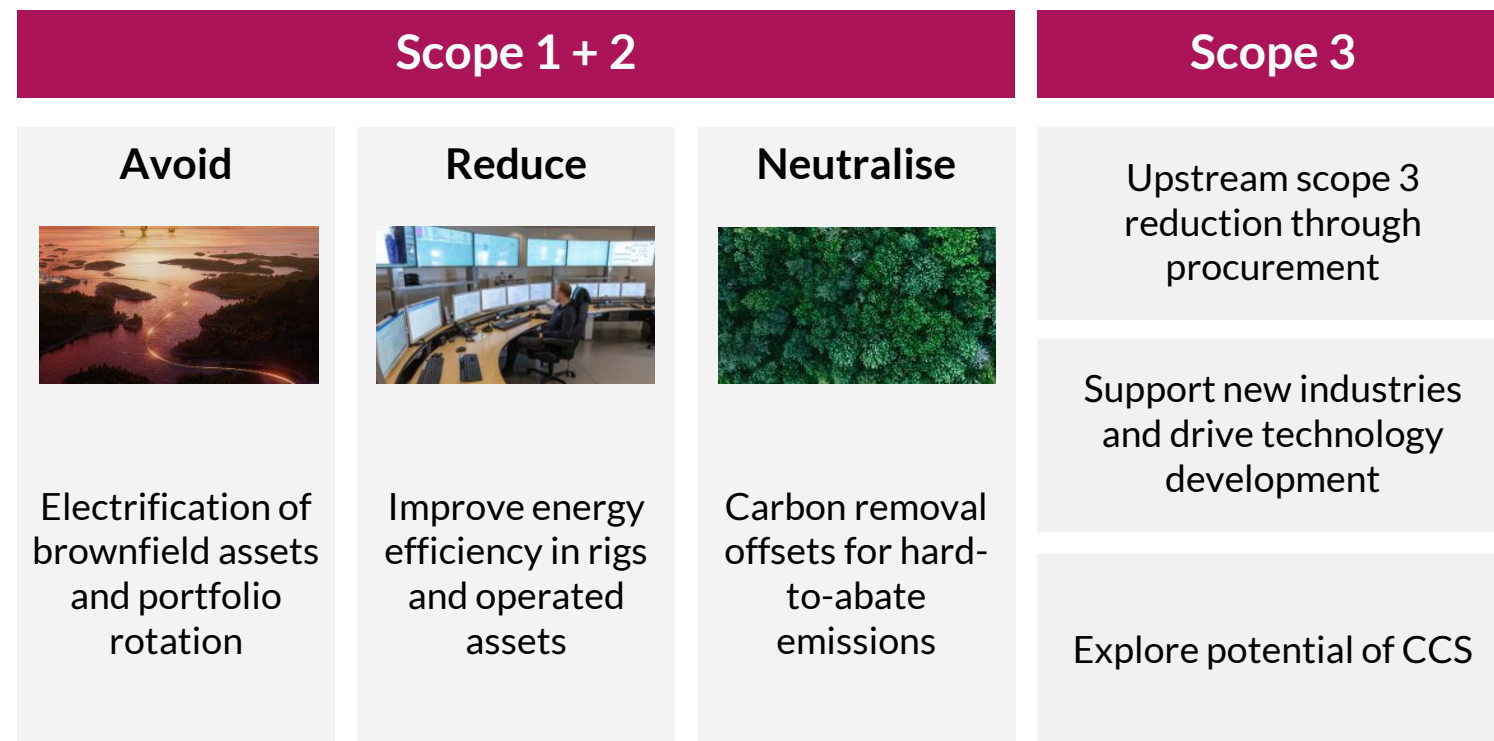 Scope 1 + 2
Scope 3
Avoid
Electrification of
brownfield assets
and portfolio
rotation
Reduce
Improve energy
efficiency in rigs
and operated
assets
Neutralise
Carbon removal
offsets for hard-
to-abate
emissions
Upstream scope 3
reduction through
procurement
Support new industries
and drive technology
development
Explore potential of CCS